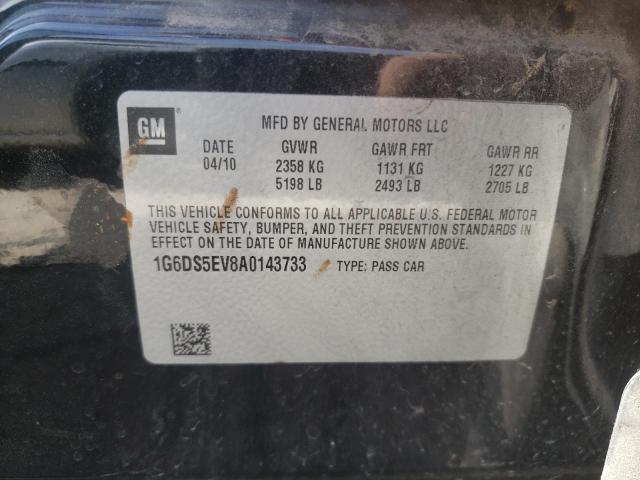 GM
MFD BY GENERAL MOTORS LLC
DATE GVWR GAWR FRT GAWR RR
04/10 2358 KG 1131 KG 1227 KG
5198 LB 2493 LB 2705 LB
THIS VEHICLE CONFORMS TO ALL APPLICABLE U.S. FEDERAL MOTOR
VEHICLE SAFETY, BUMPER, AND THEFT PREVENTION STANDARDS IN
EFFECT ON THE DATE OF MANUFACTURE SHOWN ABOVE.
1G6DS5EV8A0143733 TYPE: PASS CAR